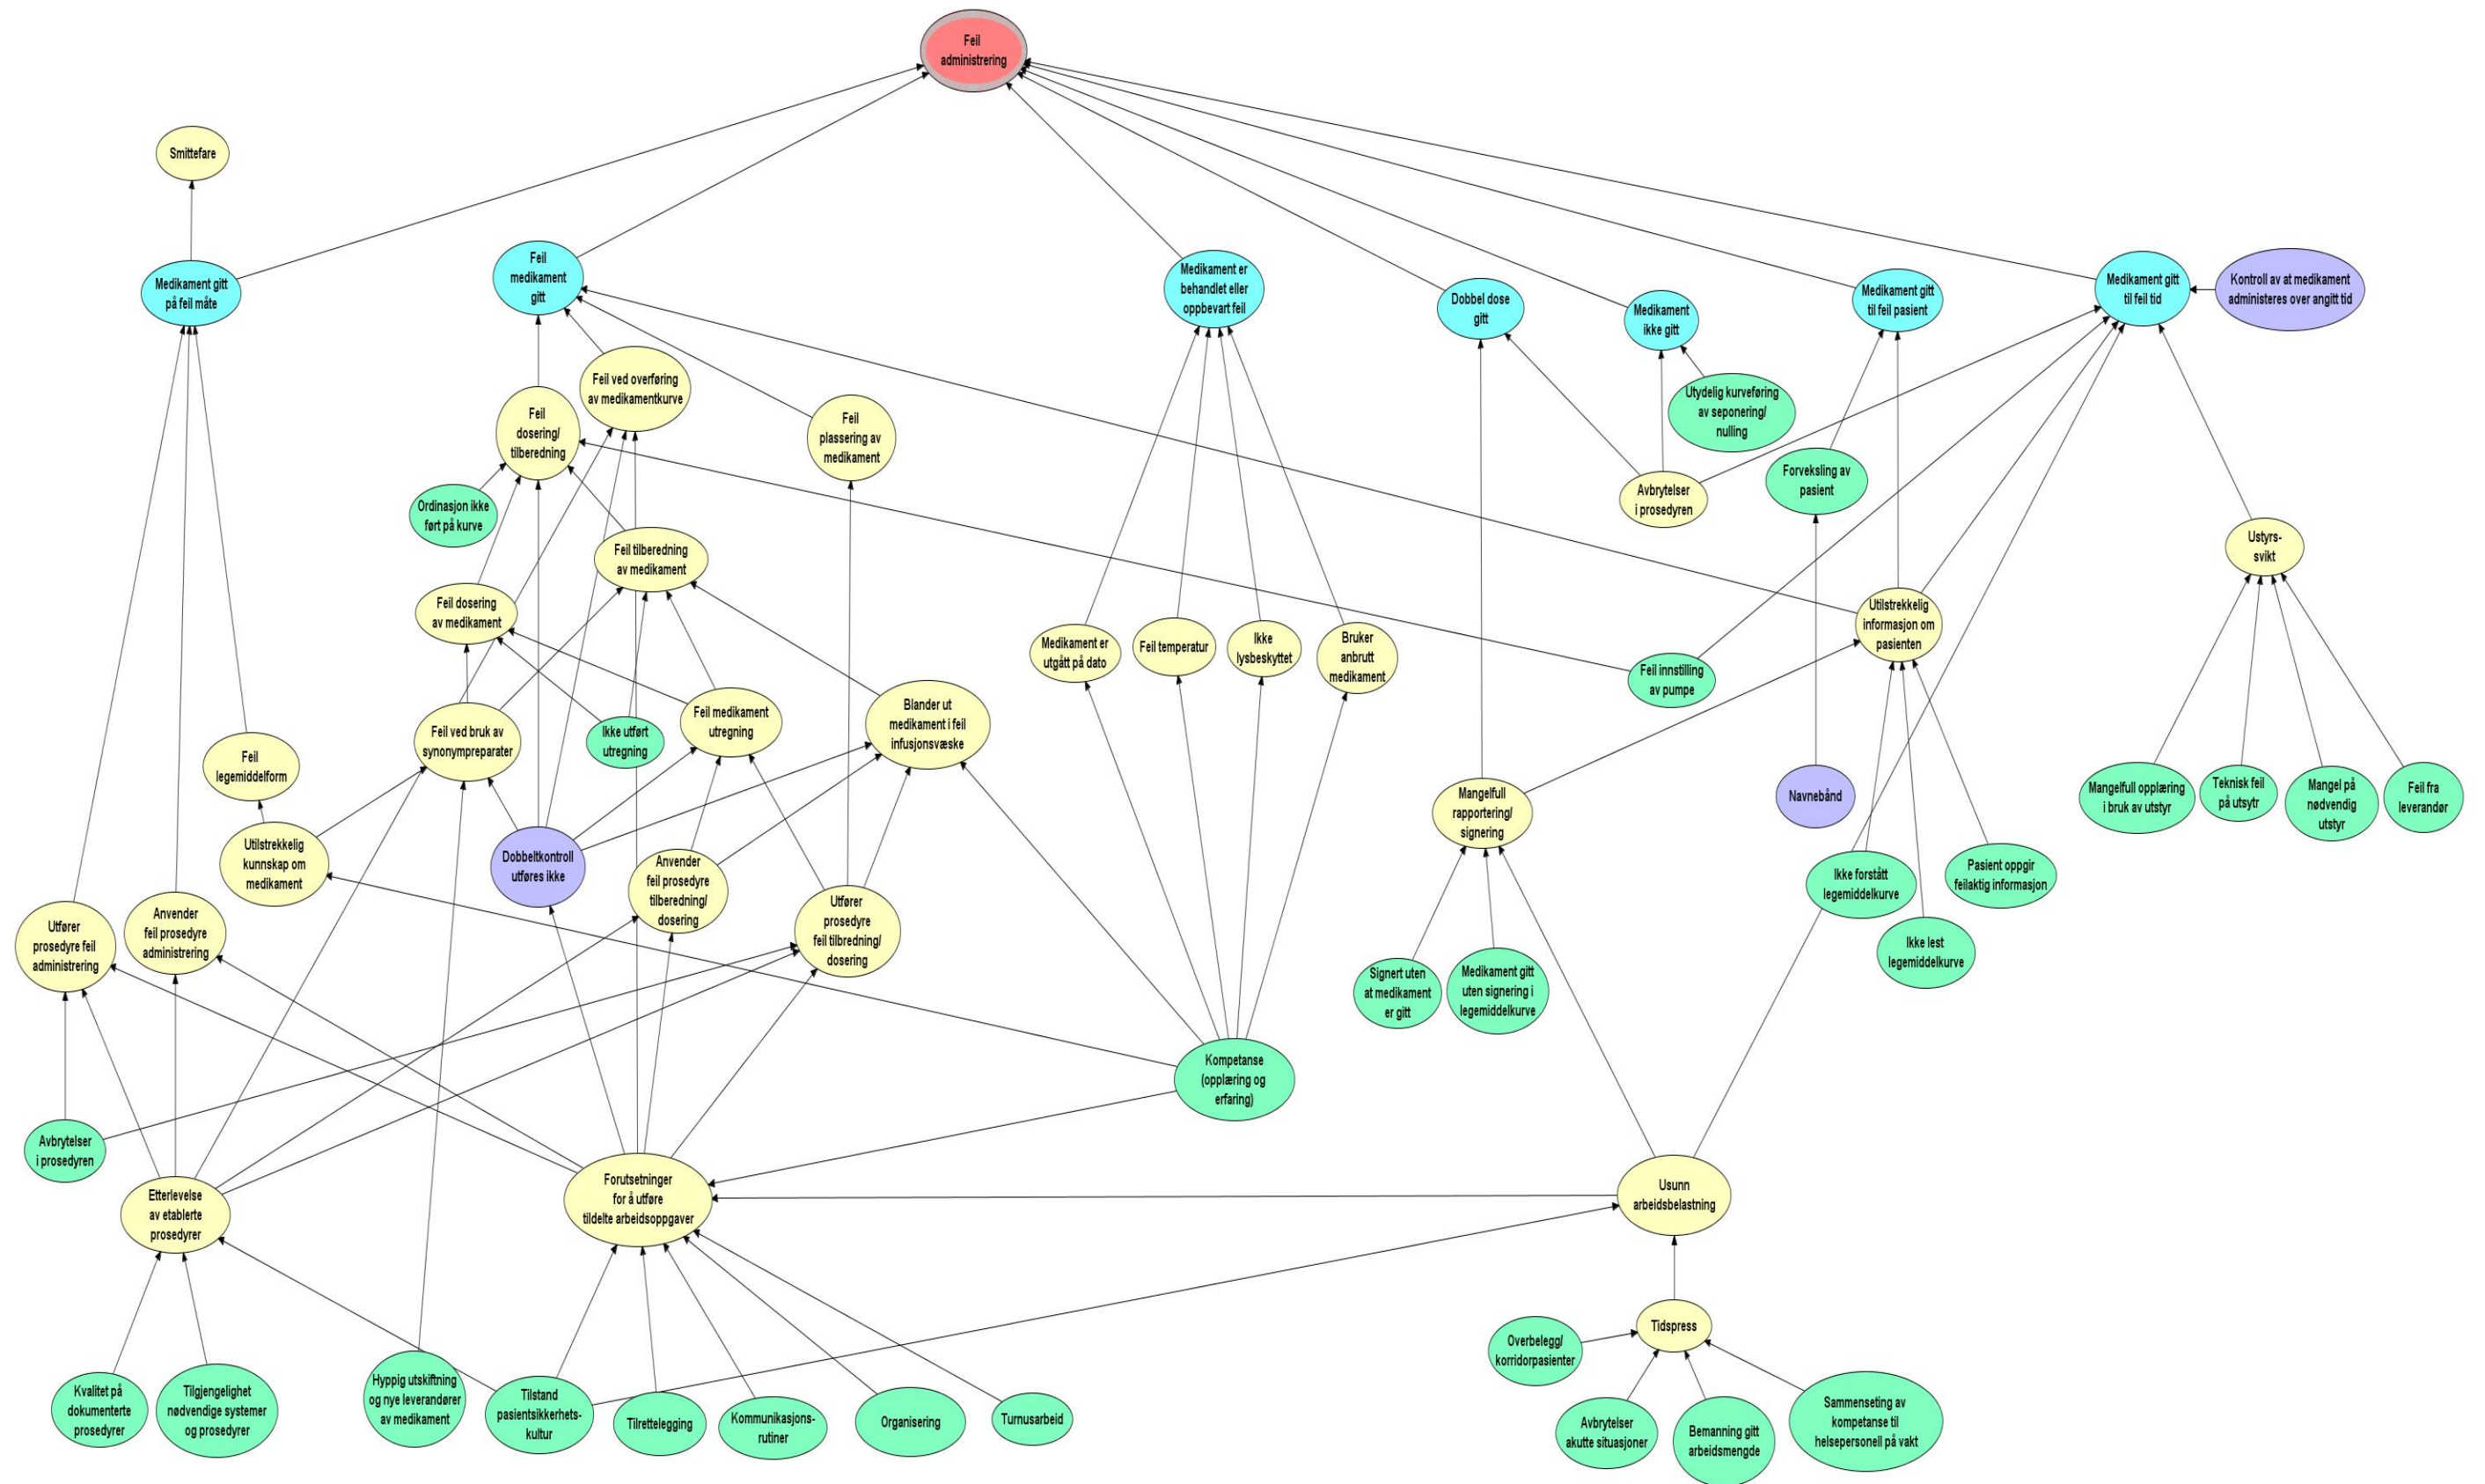 Feil
administrering
Smittefare
Medikament gitt
på feil måte
Feil
medikament
gitt
Medikament er
behandlet eller
oppbevart feil
Dobbel dose
gitt
Medikament
ikke gitt
Medikament gitt
til feil pasient
Medikament gitt
til feil tid
Kontroll av at medikament
administeres over angitt tid
Feil ved overføring
av medikamentkurve
Feil
dosering/
tilberedning
Feil
plassering av
medikament
Utydelig kurveføring
av seponering/
nulling
Forveksling av
pasient
Avbrytelser
i prosedyren
Ordinasjon ikke
ført på kurve
Feil tilberedning
av medikament
Ustyrs-
svikt
Feil dosering
av medikament
Utilstrekkelig
informasjon om
pasienten
Medikament er
utgått på dato
Feil temperatur
Ikke
lysbeskyttet
Bruker
anbrutt
medikament
Feil innstilling
av pumpe
Feil ved bruk av
synonympreparater
Ikke utført
utregning
Feil medikament
utregning
Blander ut
medikament i feil
infusjonsvæske
Feil
legemiddelform
Mangelfull
rapportering/
signering
Navnebånd
Mangelfull opplæring
i bruk av utstyr
Teknisk feil
på utsytr
Mangel på
nødvendig
utstyr
Feil fra
leverandør
Utilstrekkelig
kunnskap om
medikament
Dobbeltkontroll
utføres ikke
Anvender
feil prosedyre
tilberedning/
dosering
Utfører
prosedyre
feil tilbredning/
dosering
Ikke forstått
legemiddelkurve
Pasient oppgir
feilaktig informasjon
Utfører
prosedyre feil
administrering
Anvender
feil prosedyre
administrering
Ikke lest
legemiddelkurve
Signert uten
at medikament
er gitt
Medikament gitt
uten signering i
legemiddelkurve
Kompetanse
(opplæring og
erfaring)
Avbrytelser
i prosedyren
Etterlevelse
av etablerte
prosedyrer
Forutsetninger
for å utføre
tildelte arbeidsoppgaver
Usunn
arbeidsbelastning
Tidspress
Overbelegg/
korridorpasienter
Kvalitet på
dokumenterte
prosedyrer
Tilgjengelighet
nødvendige systemer
og prosedyrer
Hyppig utskiftning
og nye leverandører
av medikament
Tilstand
pasientsikkerhets-
kultur
Tilrettelegging
Kommunikasjons-
rutiner
Organisering
Turnusarbeid
Avbrytelser
akutte situasjoner
Bemanning gitt
arbeidsmengde
Sammenseting av
kompetanse til
helsepersonell på vakt